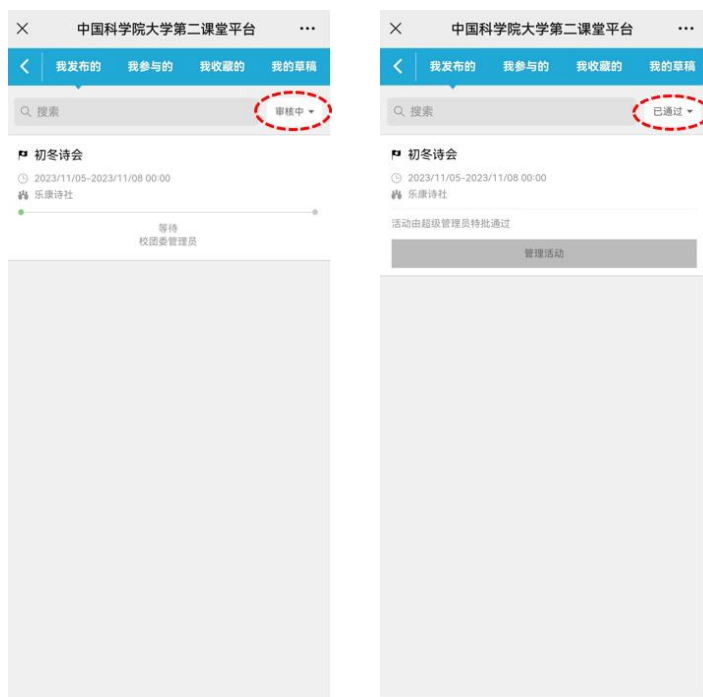 中国科学院大学第二课堂平台
我发布的 我参与的 我收藏的 我的草稿
搜索 审核中
初冬诗会
2023/11/05-2023/11/08 00:00
乐康诗社
等待
校团委管理员
中国科学院大学第二课堂平台
我发布的 我参与的 我收藏的 我的草稿
搜索 已通过
初冬诗会
2023/11/05-2023/11/08 00:00
乐康诗社
活动由超级管理员特批通过
管理活动